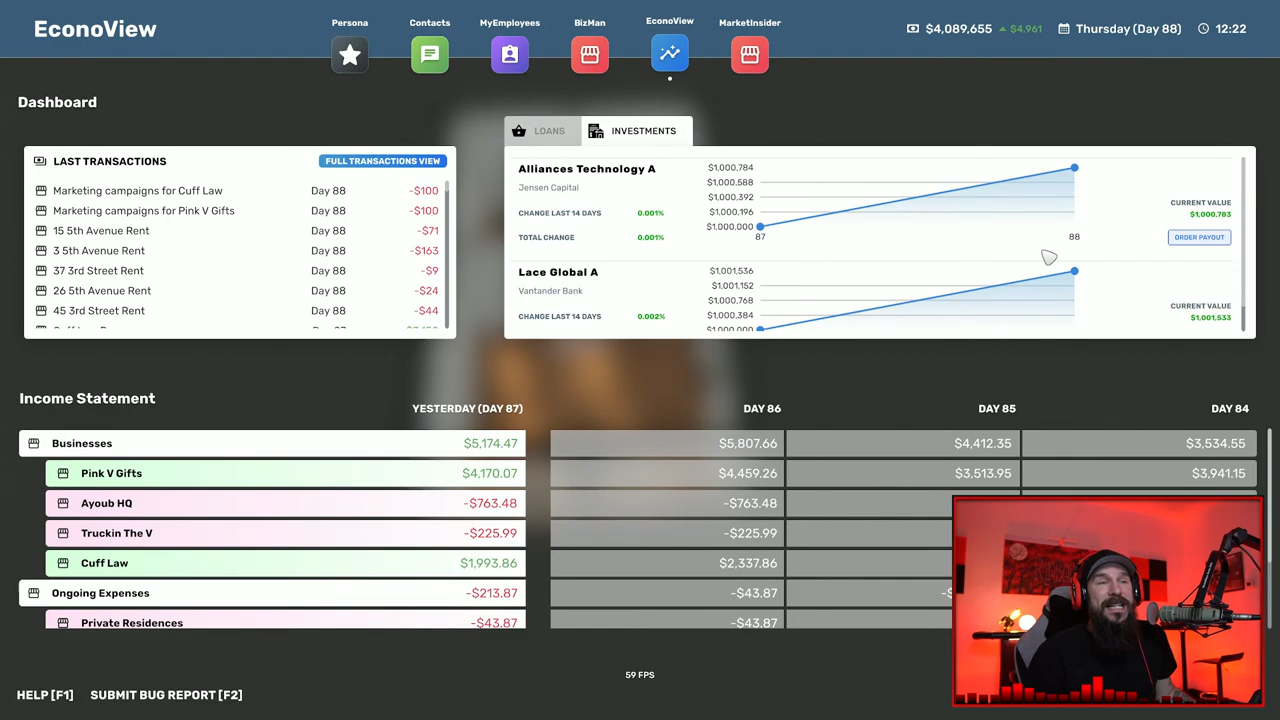 EconoView
Persona
Contacts
MyEmployees
BizMan
EconoView
MarketInsider
$4,089,655 ▲ $4,961
Thursday (Day 88)
12:22
Dashboard
LAST TRANSACTIONS
FULL TRANSACTIONS VIEW
Marketing campaigns for Cuff Law Day 88 -$100
Marketing campaigns for Pink V Gifts Day 88 -$100
15 5th Avenue Rent Day 88 -$71
3 5th Avenue Rent Day 88 -$163
37 3rd Street Rent Day 88 -$9
26 5th Avenue Rent Day 88 -$24
45 3rd Street Rent Day 88 -$44
LOANS
INVESTMENTS
Alliances Technology A
Jensen Capital
CHANGE LAST 14 DAYS 0.001%
TOTAL CHANGE 0.001%
$1,000,784
$1,000,588
$1,000,392
$1,000,196
$1,000,000
87 88
CURRENT VALUE
$1,000,783
ORDER PAYOUT
Lace Global A
Vantander Bank
CHANGE LAST 14 DAYS 0.002%
$1,001,536
$1,001,152
$1,000,768
$1,000,384
$1,000,000
CURRENT VALUE
$1,001,533
Income Statement
YESTERDAY (DAY 87) DAY 86 DAY 85 DAY 84
Businesses $5,174.47 $5,807.66 $4,412.35 $3,534.55
Pink V Gifts $4,170.07 $4,459.26 $3,513.95 $3,941.15
Ayoub HQ -$763.48 -$763.48
Truckin The V -$225.99 -$225.99
Cuff Law $1,993.86 $2,337.86
Ongoing Expenses -$213.87 -$43.87
Private Residences -$43.87 -$43.87
59 FPS
HELP [F1]
SUBMIT BUG REPORT [F2]